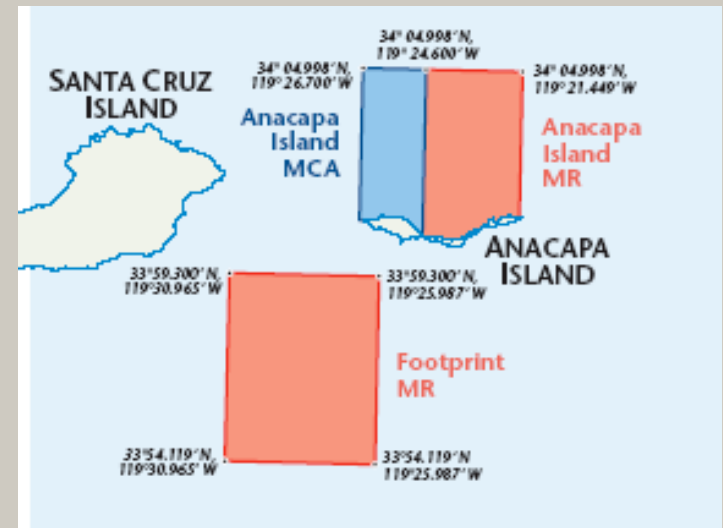 34° 04.998'N,
119° 24.600'W
34° 04.998'N,
119° 26.700'W
34° 04.998'N,
119° 21.449'W
SANTA CRUZ
ISLAND
Anacapa
Island
MCA
Anacapa
Island
MR
ANACAPA
ISLAND
33°59.300'N,
119°30.965'W
33°59.300'N,
119°25.987'W
Footprint
MR
33°54.119'N,
119°30.965'W
33°54.119'N
119°25.987'W